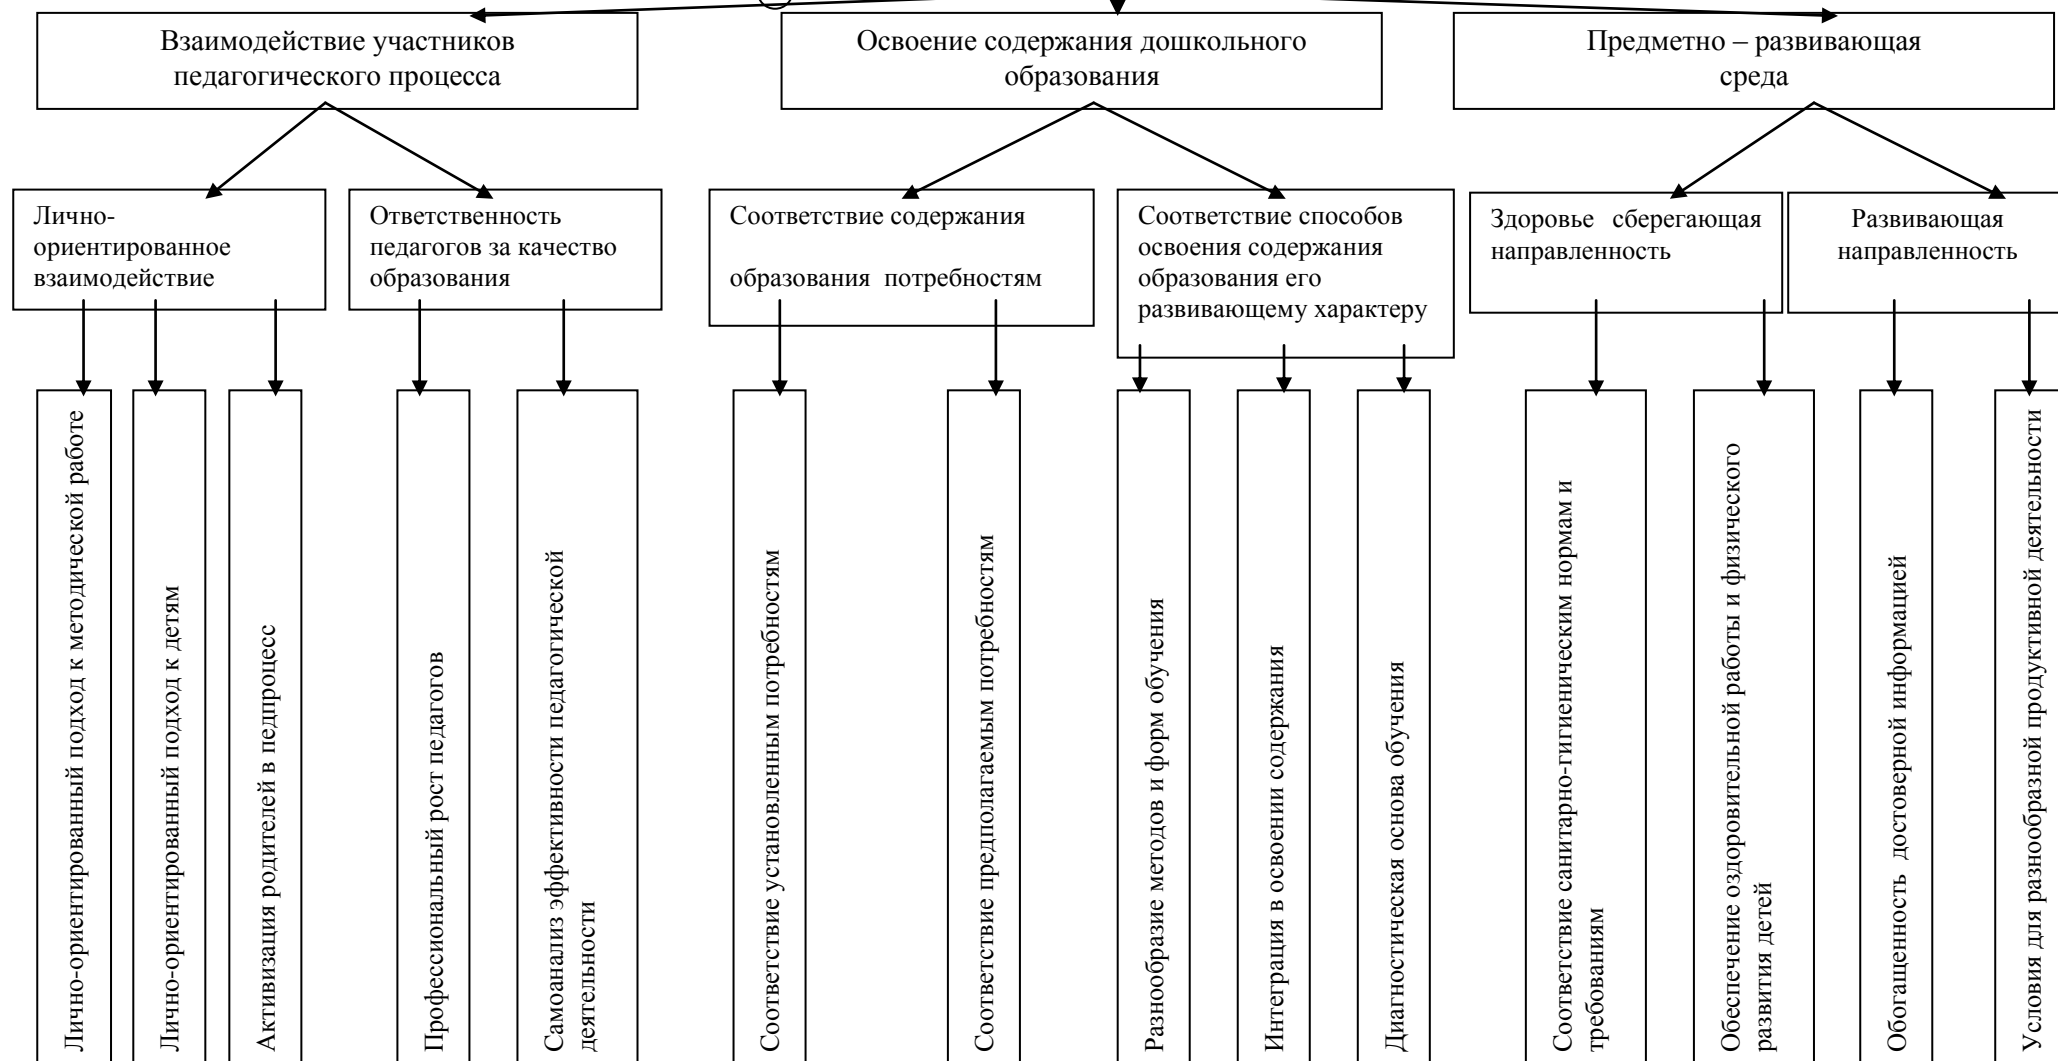 Взаимодействие участников
педагогического процесса
Освоение содержания дошкольного
образования
Предметно – развивающая
среда
Лично-
ориентированное
взаимодействие
Ответственность
педагогов за качество
образования
Соответствие содержания
образования потребностям
Соответствие способов
освоения содержания
образования его
развивающему характеру
Здоровье сберегающая
направленность
Развивающая
направленность
Лично-ориентированный подход к методической работе
Лично-ориентированный подход к детям
Активизация родителей в педпроцесс
Профессиональный рост педагогов
Самоанализ эффективности педагогической
деятельности
Соответствие установленным потребностям
Соответствие предполагаемым потребностям
Разнообразие методов и форм обучения
Интеграция в освоении содержания
Диагностическая основа обучения
Соответствие санитарно-гигиеническим нормам и
требованиям
Обеспечение оздоровительной работы и физического
развития детей
Обогащенность достоверной информацией
Условия для разнообразной продуктивной деятельности